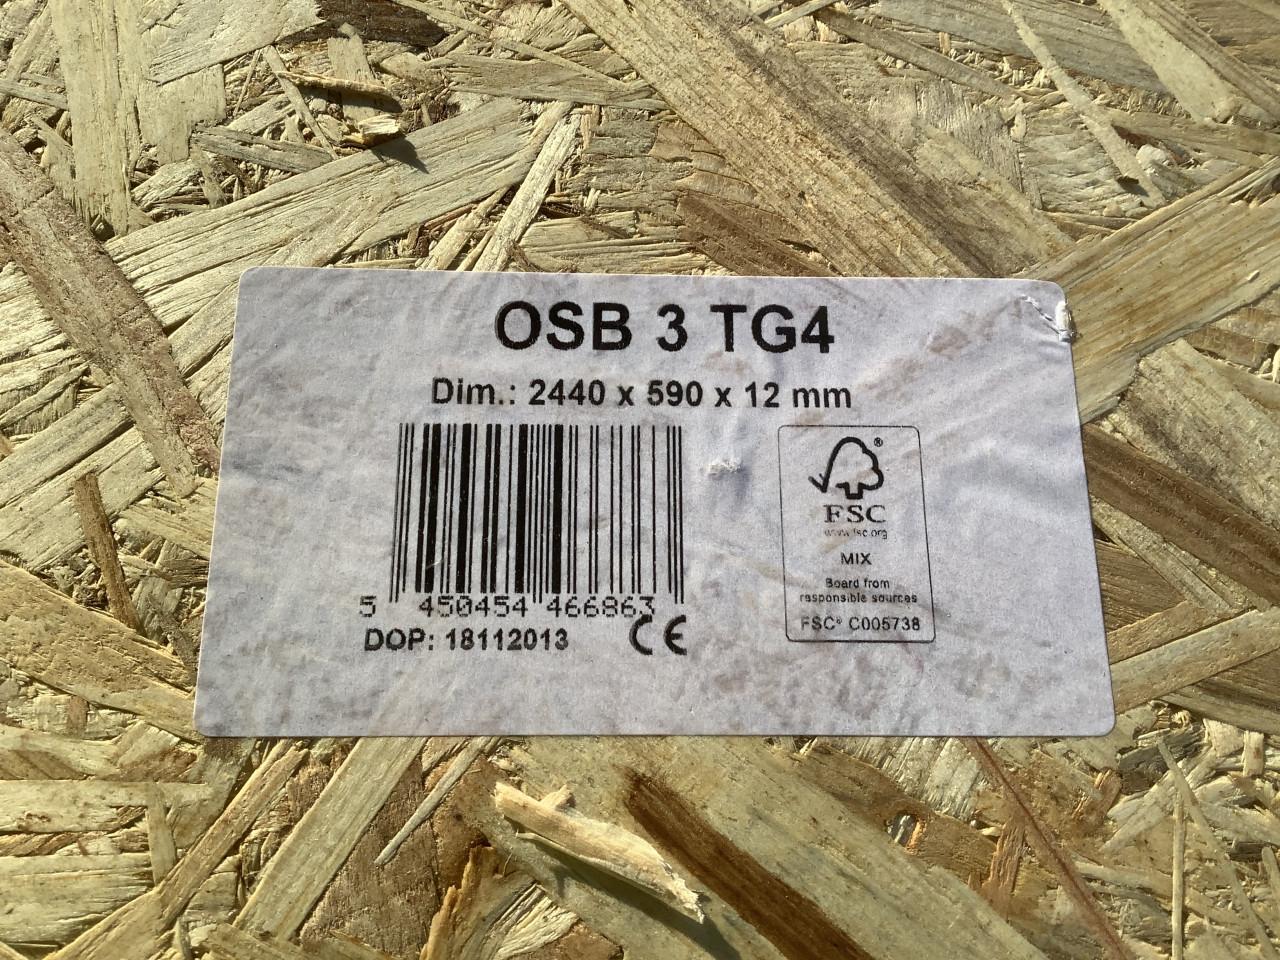 OSB 3 TG4
Dim.: 2440 x 590 x 12 mm
5 450454 466863
DOP: 18112013 CE
®
FSC
www.fsc.org
MIX
Board from
responsible sources
FSC® C005738